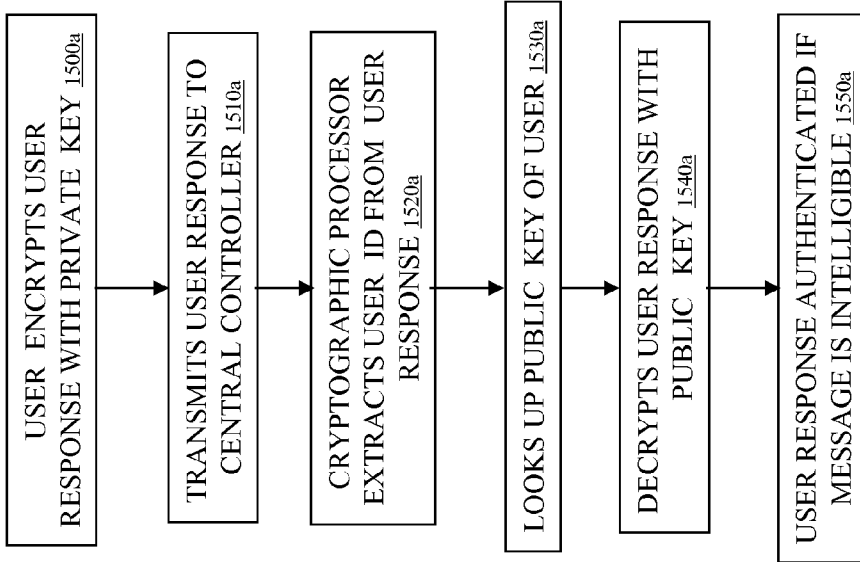 USER ENCRYPTS USER
RESPONSE WITH PRIVATE KEY 1500a
TRANSMITS USER RESPONSE TO
CENTRAL CONTROLLER 1510a
CRYPTOGRAPHIC PROCESSOR
EXTRACTS USER ID FROM USER
RESPONSE 1520a
LOOKS UP PUBLIC KEY OF USER 1530a
DECRYPTS USER RESPONSE WITH
PUBLIC KEY 1540a
USER RESPONSE AUTHENTICATED IF
MESSAGE IS INTELLIGIBLE 1550a